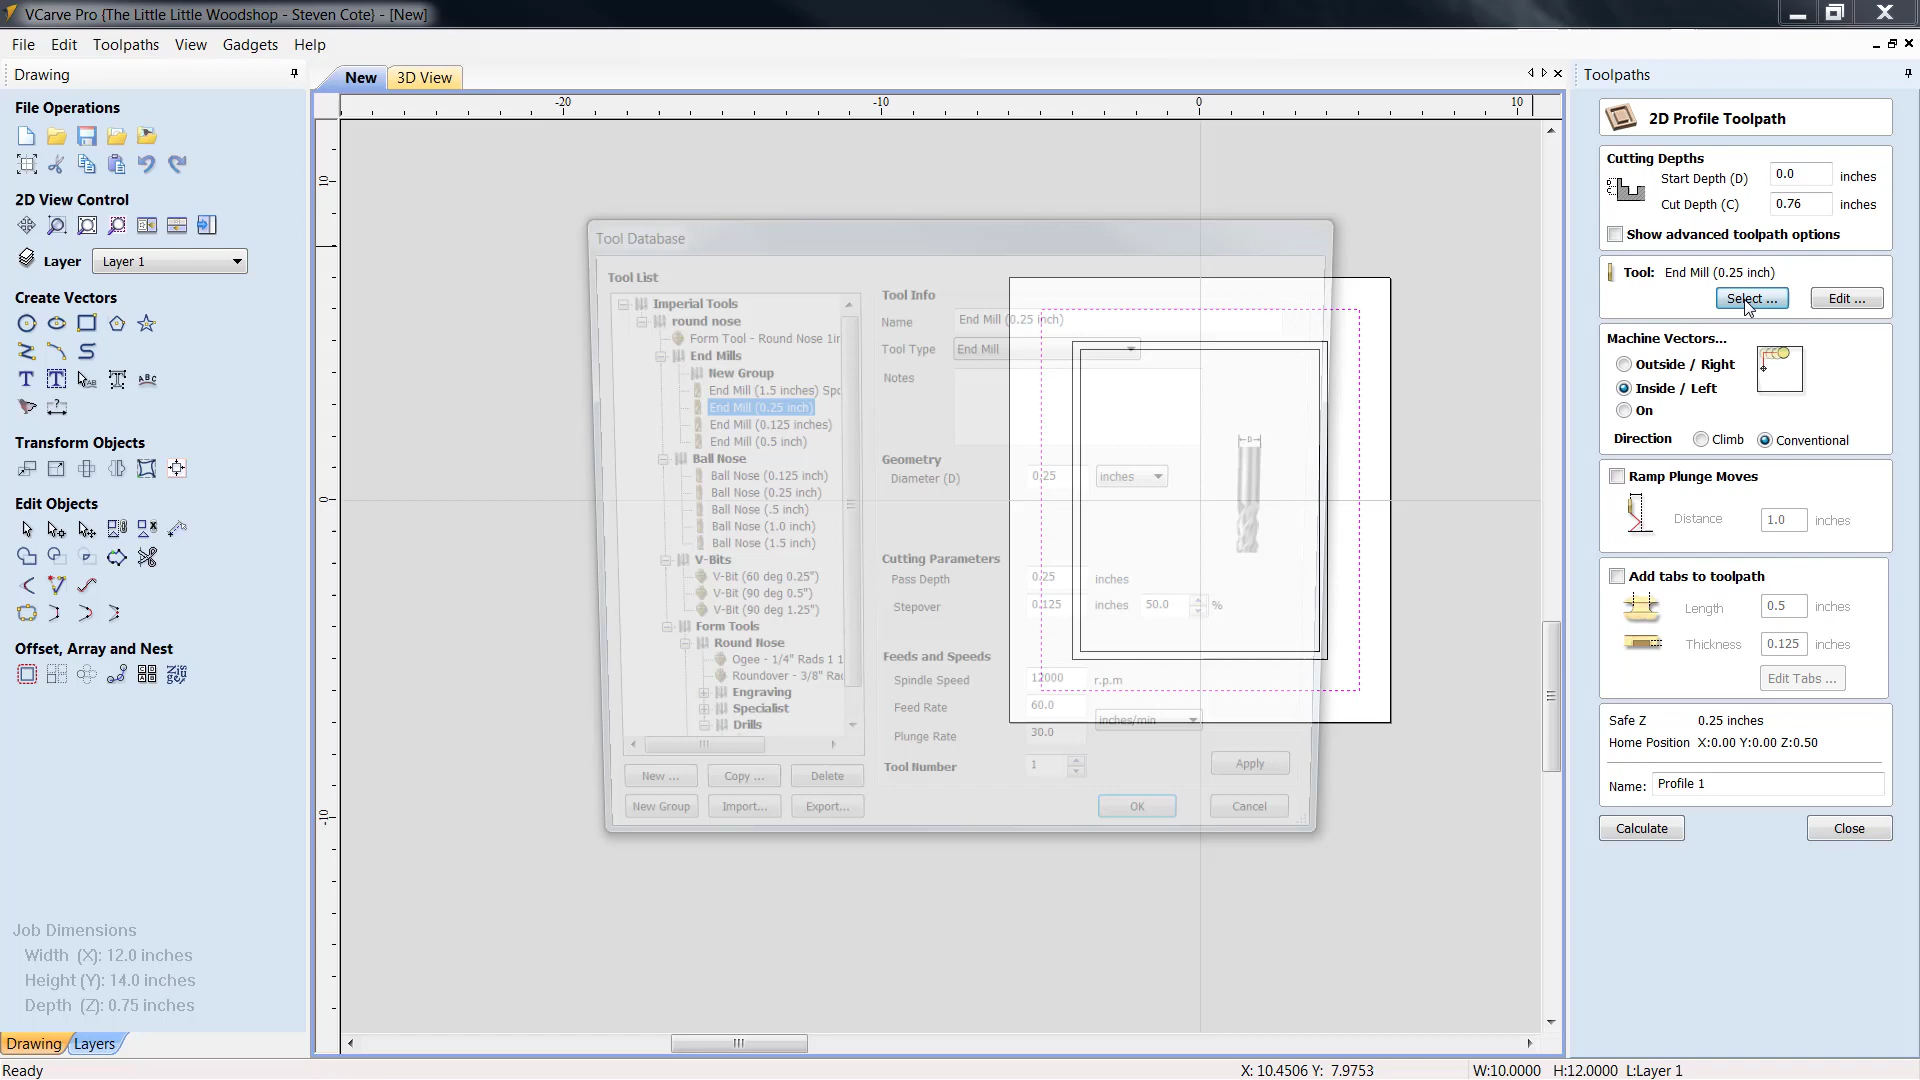 VCarve Pro {The Little Little Woodshop - Steven Cote} - [New]
File Edit Toolpaths View Gadgets Help
Drawing
File Operations
2D View Control
Layer Layer 1
Create Vectors
Transform Objects
Edit Objects
Offset, Array and Nest
Job Dimensions
Width (X): 12.0 inches
Height (Y): 14.0 inches
Depth (Z): 0.75 inches
Drawing Layers
Ready
New 3D View
-20 -10 0 10
10
0
-10
Tool Database
Tool List
Imperial Tools
round nose
Form Tool - Round Nose 1ir
End Mills
New Group
End Mill (1.5 inches) Spc
End Mill (0.25 inch)
End Mill (0.125 inches)
End Mill (0.5 inch)
Ball Nose
Ball Nose (0.125 inch)
Ball Nose (0.25 inch)
Ball Nose (.5 inch)
Ball Nose (1.0 inch)
Ball Nose (1.5 inch)
V-Bits
V-Bit (60 deg 0.25")
V-Bit (90 deg 0.5")
V-Bit (90 deg 1.25")
Form Tools
Round Nose
Ogee - 1/4" Rads 1 1
Roundover - 3/8" Rac
Engraving
Specialist
Drills
New ... Copy ... Delete
New Group Import... Export...
Tool Info
Name End Mill (0.25 inch)
Tool Type End Mill
Notes
Geometry
Diameter (D) 0.25 inches
D
Cutting Parameters
Pass Depth 0.25 inches
Stepover 0.125 inches 50.0 %
Feeds and Speeds
Spindle Speed 12000 r.p.m
Feed Rate 60.0
inches/min
Plunge Rate 30.0
Tool Number 1 Apply
OK Cancel
Toolpaths
2D Profile Toolpath
Cutting Depths
Start Depth (D) 0.0 inches
Cut Depth (C) 0.76 inches
Show advanced toolpath options
Tool: End Mill (0.25 inch)
Select ... Edit ...
Machine Vectors...
Outside / Right
Inside / Left
On
Direction Climb Conventional
Ramp Plunge Moves
Distance 1.0 inches
Add tabs to toolpath
Length 0.5 inches
Thickness 0.125 inches
Edit Tabs ...
Safe Z 0.25 inches
Home Position X:0.00 Y:0.00 Z:0.50
Name: Profile 1
Calculate Close
X: 10.4506 Y: 7.9753 W:10.0000 H:12.0000 L:Layer 1